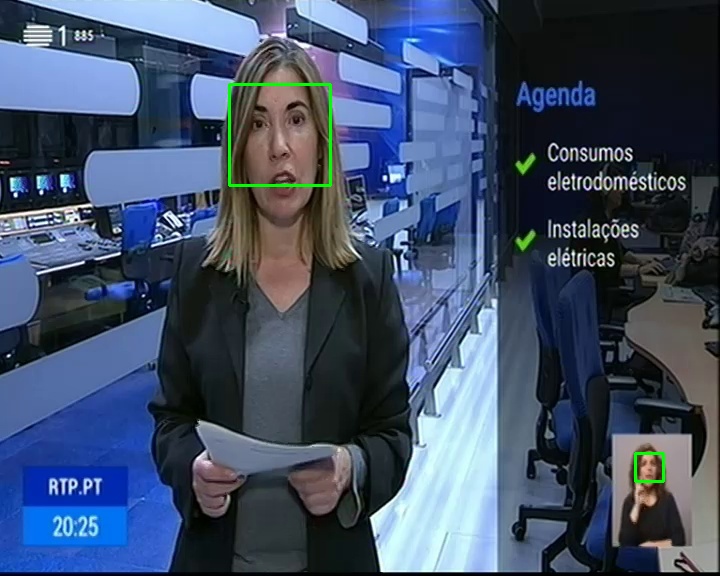 1 885
Agenda
Consumos
eletrodomésticos
Instalações
elétricas
RTP.PT
20:25